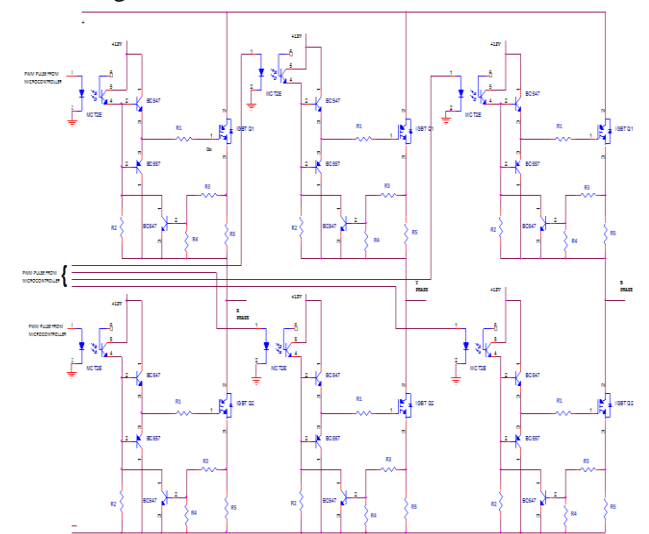 +
+12V
+12V
+12V
PWM PULSE FROM
MICROCONTROLLER
MCT2E
MCT2E
MCT2E
BC547
BC547
BC547
R1
R1
R1
IGBT Q1
IGBT Q1
IGBT Q1
BC557
BC557
BC557
R3
R3
R3
R2
BC547
R4
R5
R2
BC547
R4
R5
R2
BC547
R4
R5
PWM PULSE FROM
MICROCONTROLLER
{
Y
PHASE
B
PHASE
R
PHASE
+12V
+12V
+12V
PWM PULSE FROM
MICROCONTROLLER
MCT2E
MCT2E
MCT2E
BC547
BC547
BC547
R1
R1
R1
IGBT Q2
IGBT Q2
IGBT Q2
BC557
BC557
BC557
R3
R3
R3
R2
BC547
R4
R5
R2
BC547
R4
R5
R2
BC547
R4
R5